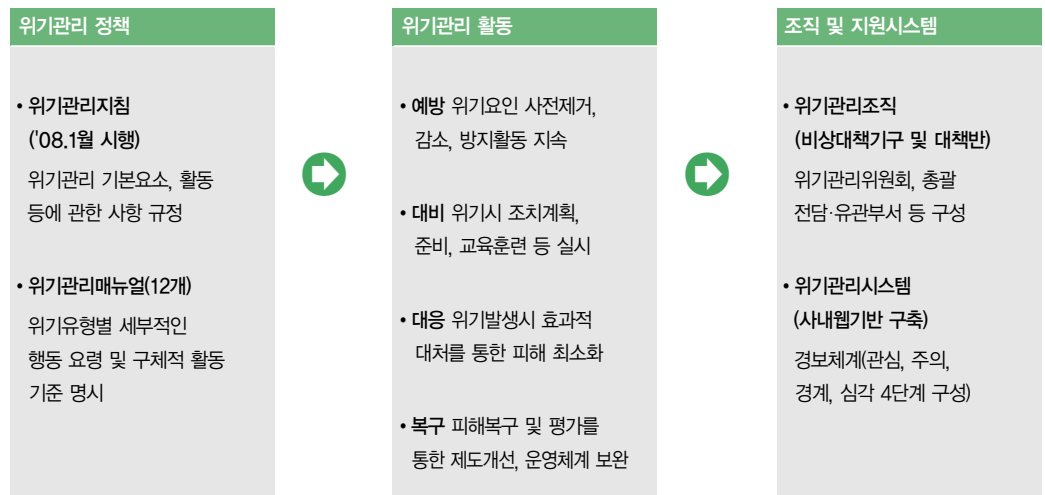 위기관리 정책
• 위기관리지침
('08.1월 시행)
위기관리 기본요소, 활동
등에 관한 사항 규정
• 위기관리매뉴얼(12개)
위기유형별 세부적인
행동 요령 및 구체적 활동
기준 명시
위기관리 활동
• 예방 위기요인 사전제거,
감소, 방지활동 지속
• 대비 위기시 조치계획,
준비, 교육훈련 등 실시
• 대응 위기발생시 효과적
대처를 통한 피해 최소화
• 복구 피해복구 및 평가를
통한 제도개선, 운영체계 보완
조직 및 지원시스템
• 위기관리조직
(비상대책기구 및 대책반)
위기관리위원회, 총괄
전담·유관부서 등 구성
• 위기관리시스템
(사내웹기반 구축)
경보체계(관심, 주의,
경계, 심각 4단계 구성)